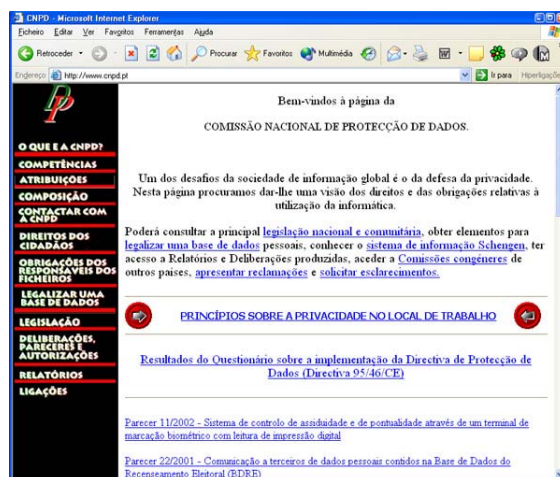 CNPD - Microsoft Internet Explorer
Ficheiro Editar Ver Favoritos Ferramentas Ajuda
Retroceder Procurar Favoritos Multimédia
Endereço http://www.cnpd.pt Ir para Hiperligaçõe
O QUE E A CNPD?
COMPETÊNCIAS
ATRIBUIÇÕES
COMPOSIÇÃO
CONTACTAR COM
A CNPD
DIREITOS DOS
CIDADÃOS
OBRIGAÇÕES DOS
RESPONSÁVEIS DOS
FICHEIROS
LEGALIZAR UMA
BASE DE DADOS
LEGISLAÇÃO
DELIBERAÇÕES,
PARECERES E
AUTORIZAÇÕES
RELATÓRIOS
LIGAÇÕES
Bem-vindos à página da
COMISSÃO NACIONAL DE PROTECÇÃO DE DADOS.
Um dos desafios da sociedade de informação global é o da defesa da privacidade.
Nesta página procuramos dar-lhe uma visão dos direitos e das obrigações relativas à
utilização da informática.
Poderá consultar a principal legislação nacional e comunitária, obter elementos para
legalizar uma base de dados pessoais, conhecer o sistema de informação Schengen, ter
acesso a Relatórios e Deliberações produzidas, aceder a Comissões congéneres de
outros países, apresentar reclamações e solicitar esclarecimentos.
PRINCÍPIOS SOBRE A PRIVACIDADE NO LOCAL DE TRABALHO
Resultados do Questionário sobre a implementação da Directiva de Protecção de
Dados (Directiva 95/46/CE)
Parecer 11/2002 - Sistema de controlo de assiduidade e de pontualidade através de um terminal de
marcação biométrico com leitura de impressão digital
Parecer 22/2001 - Comunicação a terceiros de dados pessoais contidos na Base de Dados do
Recenseamento Eleitoral (BDRE)